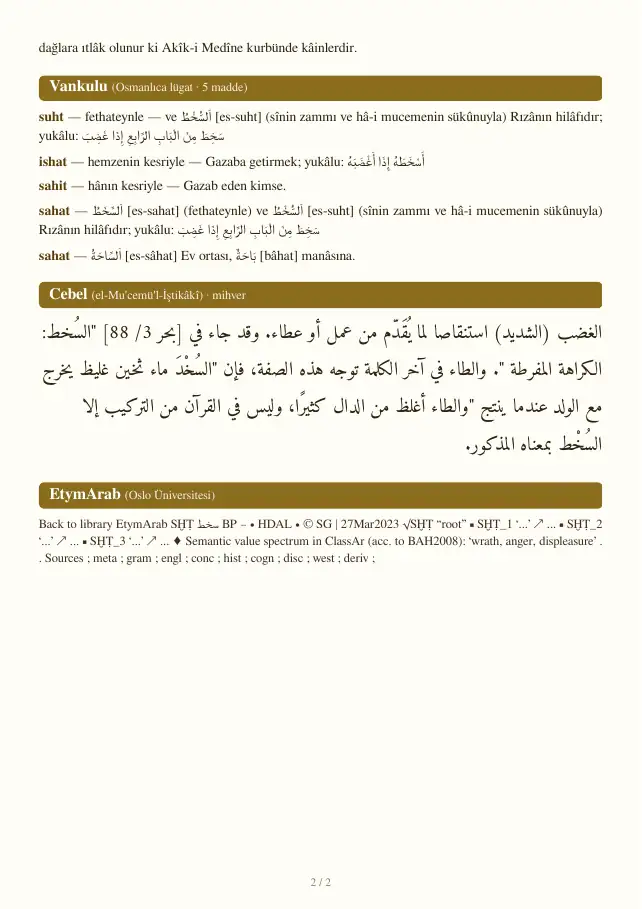 dağlara ıtlâk olunur ki Akîk-i Medîne kurbünde kâinlerdir.
Vankulu (Osmanlıca lügat · 5 madde)
suht — fethateynle — ve اَلسُّخْطُ [es-suht] (sînin zammı ve hâ-i mucemenin sükûnuyla) Rızânın hilâfıdır;
yukâlu: سَخِطَ مِنَ الْبَابِ الرَّابِعِ إِذَا غَضِبَ
ishat — hemzenin kesriyle — Gazaba getirmek; yukâlu: أَسْخَطَهُ إِذَا أَغْضَبَهُ
sahit — hânın kesriyle — Gazab eden kimse.
sahat — اَلسَّخَطُ [es-sahat] (fethateynle) ve اَلسُّخْطُ [es-suht] (sînin zammı ve hâ-i mucemenin sükûnuyla)
Rızânın hilâfıdır; yukâlu: سَخِطَ مِنَ الْبَابِ الرَّابِعِ إِذَا غَضِبَ
sahat — اَلسَّاحَةُ [es-sâhat] Ev ortası, بَاحَةٌ [bâhat] manâsına.
Cebel (el-Mu'cemü'l-İştikâkî) · mihver
الغضب (الشديد) استنقاصا لما يُقَدّم من عمل أو عطاء. وقد جاء في [بحر 3/ 88] "السُخط:
الكراهة المفرطة ". والطاء في آخر الكلمة توجه هذه الصفة، فإن "السُخْدَ ماء ثخين غليظ يخرج
مع الولد عندما ينتج "والطاء أغلظ من الدال كثيرًا، وليس في القرآن من التركيب إلا
السُخْط بمعناه المذكور.
EtymArab (Oslo Üniversitesi)
Back to library EtymArab SḪṬ سخط BP – • HDAL • © SG | 27Mar2023 √SḪṬ “root” ▪ SḪṬ_1 ‘...’ ↗ ... ▪ SḪṬ_2
‘...’ ↗ ... ▪ SḪṬ_3 ‘...’ ↗ ... ♦ Semantic value spectrum in ClassAr (acc. to BAH2008): ‘wrath, anger, displeasure’ .
. Sources ; meta ; gram ; engl ; conc ; hist ; cogn ; disc ; west ; deriv ;
2 / 2